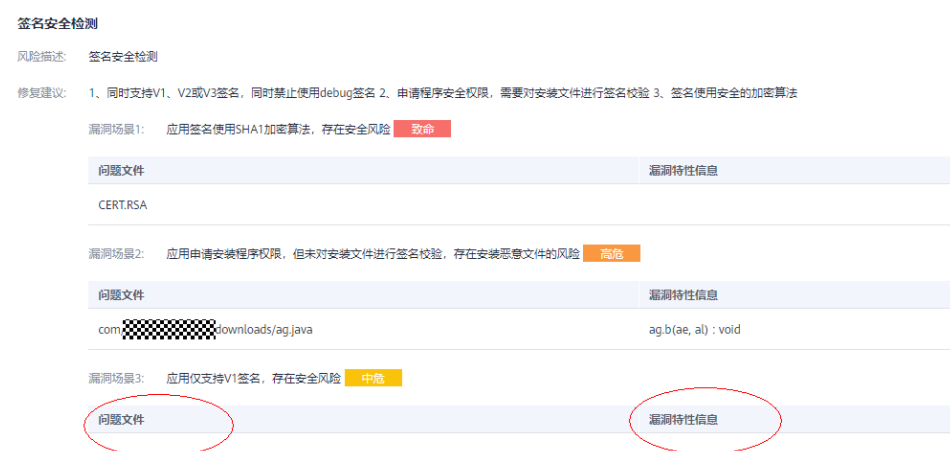 签名安全检测
风险描述: 签名安全检测
修复建议: 1、同时支持V1、V2或V3签名，同时禁止使用debug签名 2、申请程序安全权限，需要对安装文件进行签名校验 3、签名使用安全的加密算法
漏洞场景1: 应用签名使用SHA1加密算法，存在安全风险 致命
问题文件 漏洞特性信息
CERT.RSA
漏洞场景2: 应用申请安装程序权限，但未对安装文件进行签名校验，存在安装恶意文件的风险 高危
问题文件 漏洞特性信息
com. downloads/ag.java ag.b(ae, al) : void
漏洞场景3: 应用仅支持V1签名，存在安全风险 中危
问题文件 漏洞特性信息